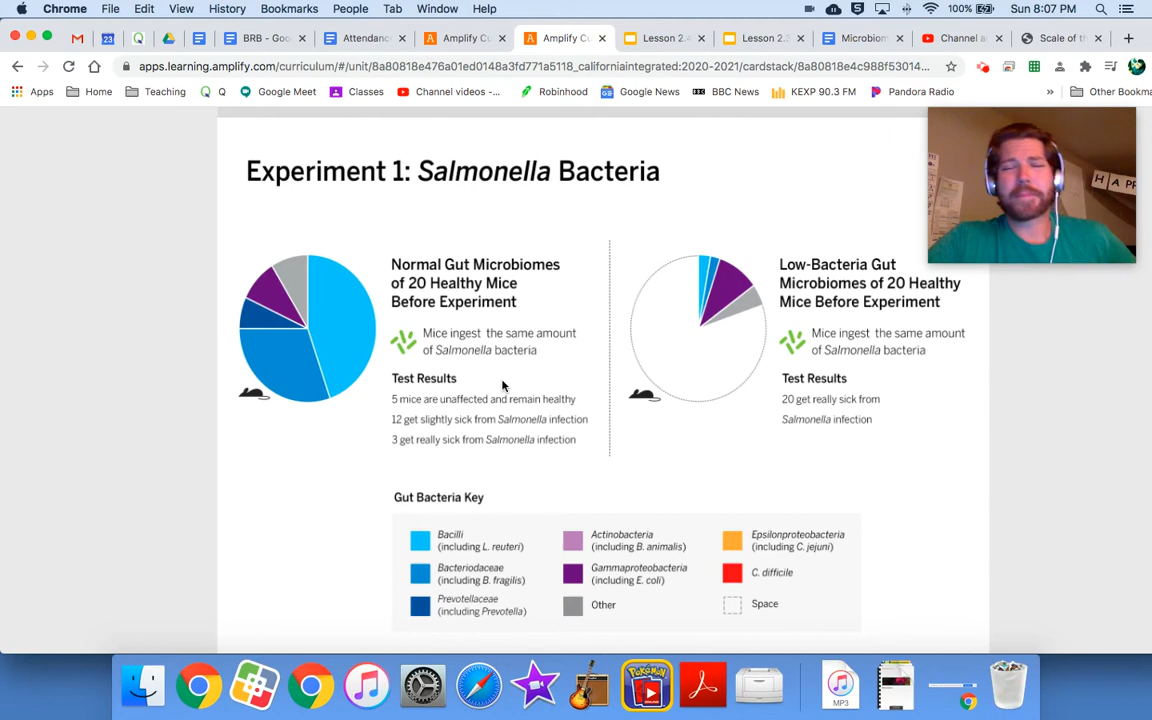 Chrome File Edit View History Bookmarks People Tab Window Help 100% Sun 8:07 PM
23 BRB - Goo Attendanc Amplify Cu Amplify Cu Lesson 2.4 Lesson 2. Microbiom Channel a Scale of th
apps.learning.amplify.com/curriculum/#/unit/8a80818e476a01ed0148a3fd771a5118_californiaintegrated:2020-2021/cardstack/8a80818e4c988f53014...
Apps Home Teaching Q Google Meet Classes Channel videos -... Robinhood Google News BBC News KEXP 90.3 FM Pandora Radio » Other Bookma
HAP
Experiment 1: Salmonella Bacteria
Normal Gut Microbiomes
of 20 Healthy Mice
Before Experiment
Mice ingest the same amount
of Salmonella bacteria
Test Results
5 mice are unaffected and remain healthy
12 get slightly sick from Salmonella infection
3 get really sick from Salmonella infection
Low-Bacteria Gut
Microbiomes of 20 Healthy
Mice Before Experiment
Mice ingest the same amount
of Salmonella bacteria
Test Results
20 get really sick from
Salmonella infection
Gut Bacteria Key
Bacilli
(including L. reuteri)
Bacteriodaceae
(including B. fragilis)
Prevotellaceae
(including Prevotella)
Actinobacteria
(including B. animalis)
Gammaproteobacteria
(including E. coli)
Other
Epsilonproteobacteria
(including C. jejuni)
C. difficile
Space
POKÉMON
MP3